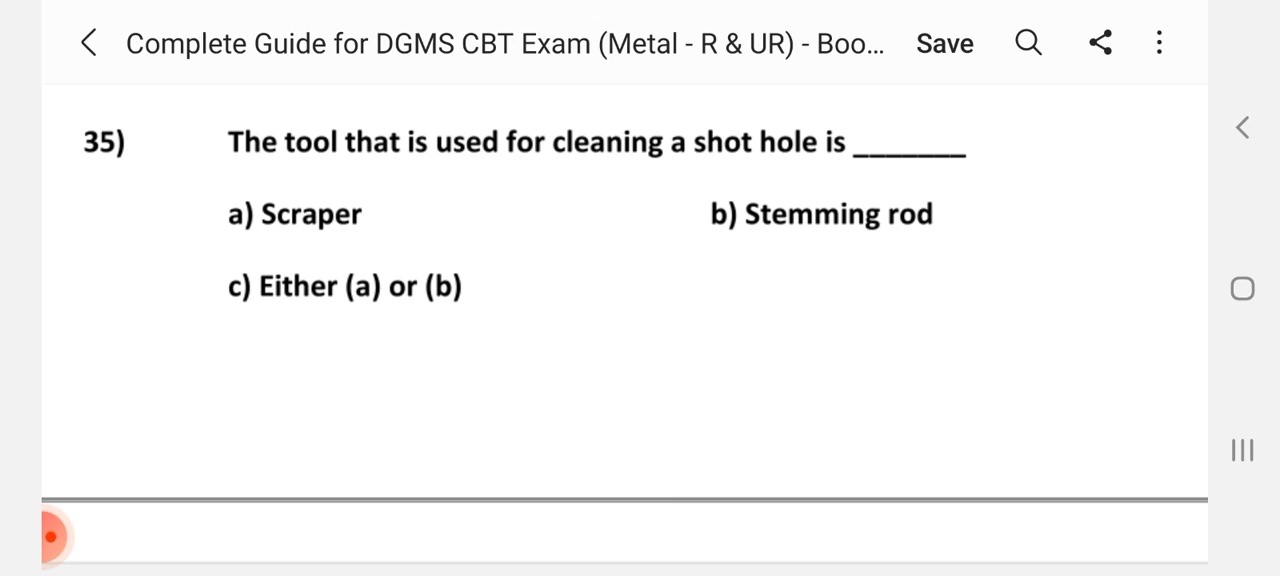 Complete Guide for DGMS CBT Exam (Metal - R & UR) - Boo... Save
35) The tool that is used for cleaning a shot hole is _______
a) Scraper b) Stemming rod
c) Either (a) or (b)